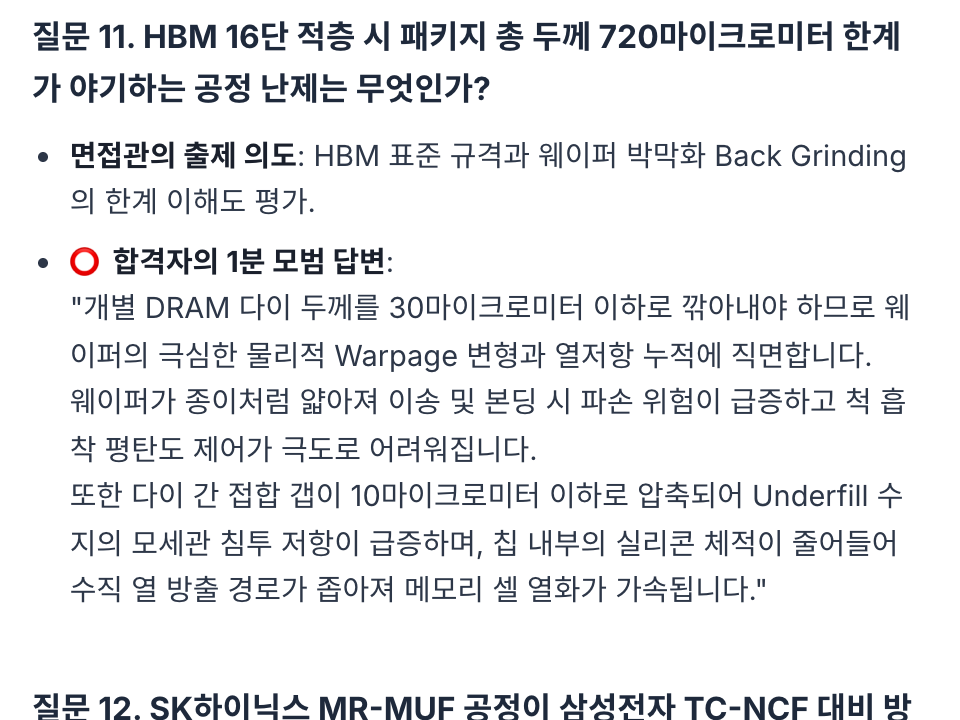 질문 11. HBM 16단 적층 시 패키지 총 두께 720마이크로미터 한계
가 야기하는 공정 난제는 무엇인가?
• 면접관의 출제 의도: HBM 표준 규격과 웨이퍼 박막화 Back Grinding
의 한계 이해도 평가.
• ⭕ 합격자의 1분 모범 답변:
"개별 DRAM 다이 두께를 30마이크로미터 이하로 깎아내야 하므로 웨
이퍼의 극심한 물리적 Warpage 변형과 열저항 누적에 직면합니다.
웨이퍼가 종이처럼 얇아져 이송 및 본딩 시 파손 위험이 급증하고 척 흡
착 평탄도 제어가 극도로 어려워집니다.
또한 다이 간 접합 갭이 10마이크로미터 이하로 압축되어 Underfill 수
지의 모세관 침투 저항이 급증하며, 칩 내부의 실리콘 체적이 줄어들어
수직 열 방출 경로가 좁아져 메모리 셀 열화가 가속됩니다."
질문 12. SK하이닉스 MR-MUF 공정이 삼성전자 TC-NCF 대비 방